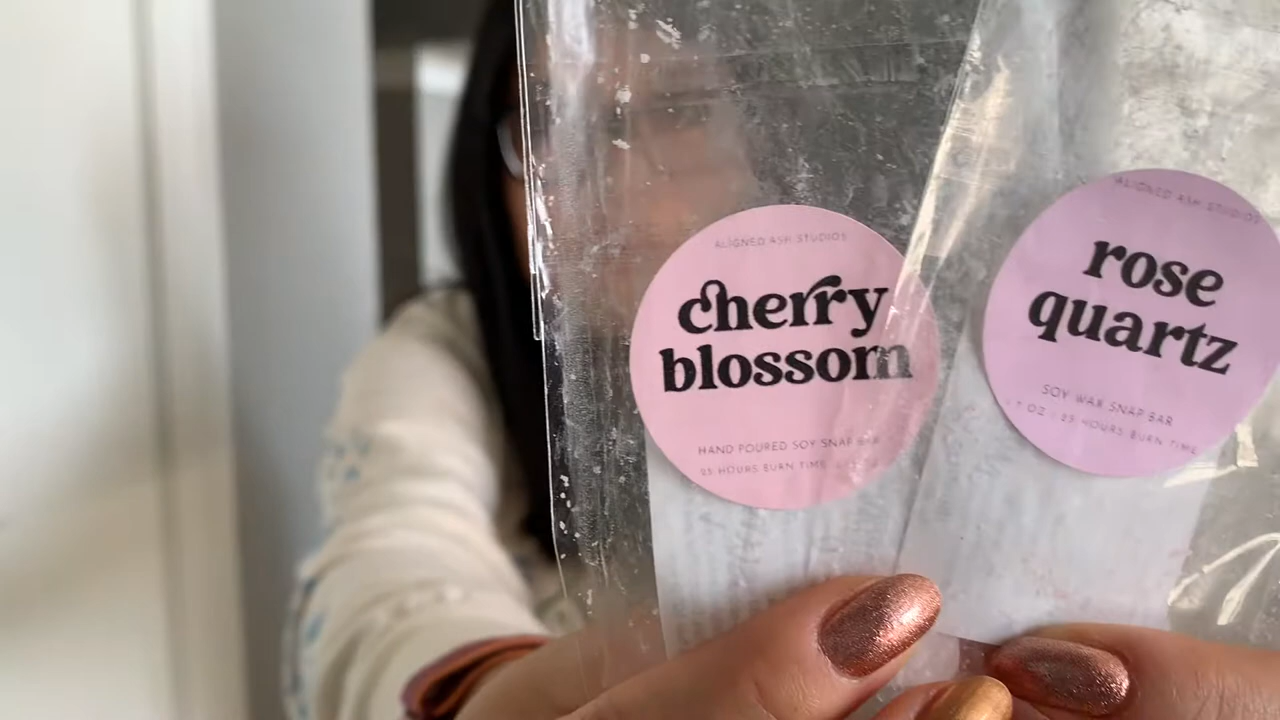 ALIGNED ASH STUDIOS
cherry
blossom
HAND POURED SOY SNAP BAR
25 HOURS BURN TIME
ALIGNED ASH STUDIOS
rose
quartz
SOY WAX SNAP BAR
OZ | 25 HOURS BURN TIME